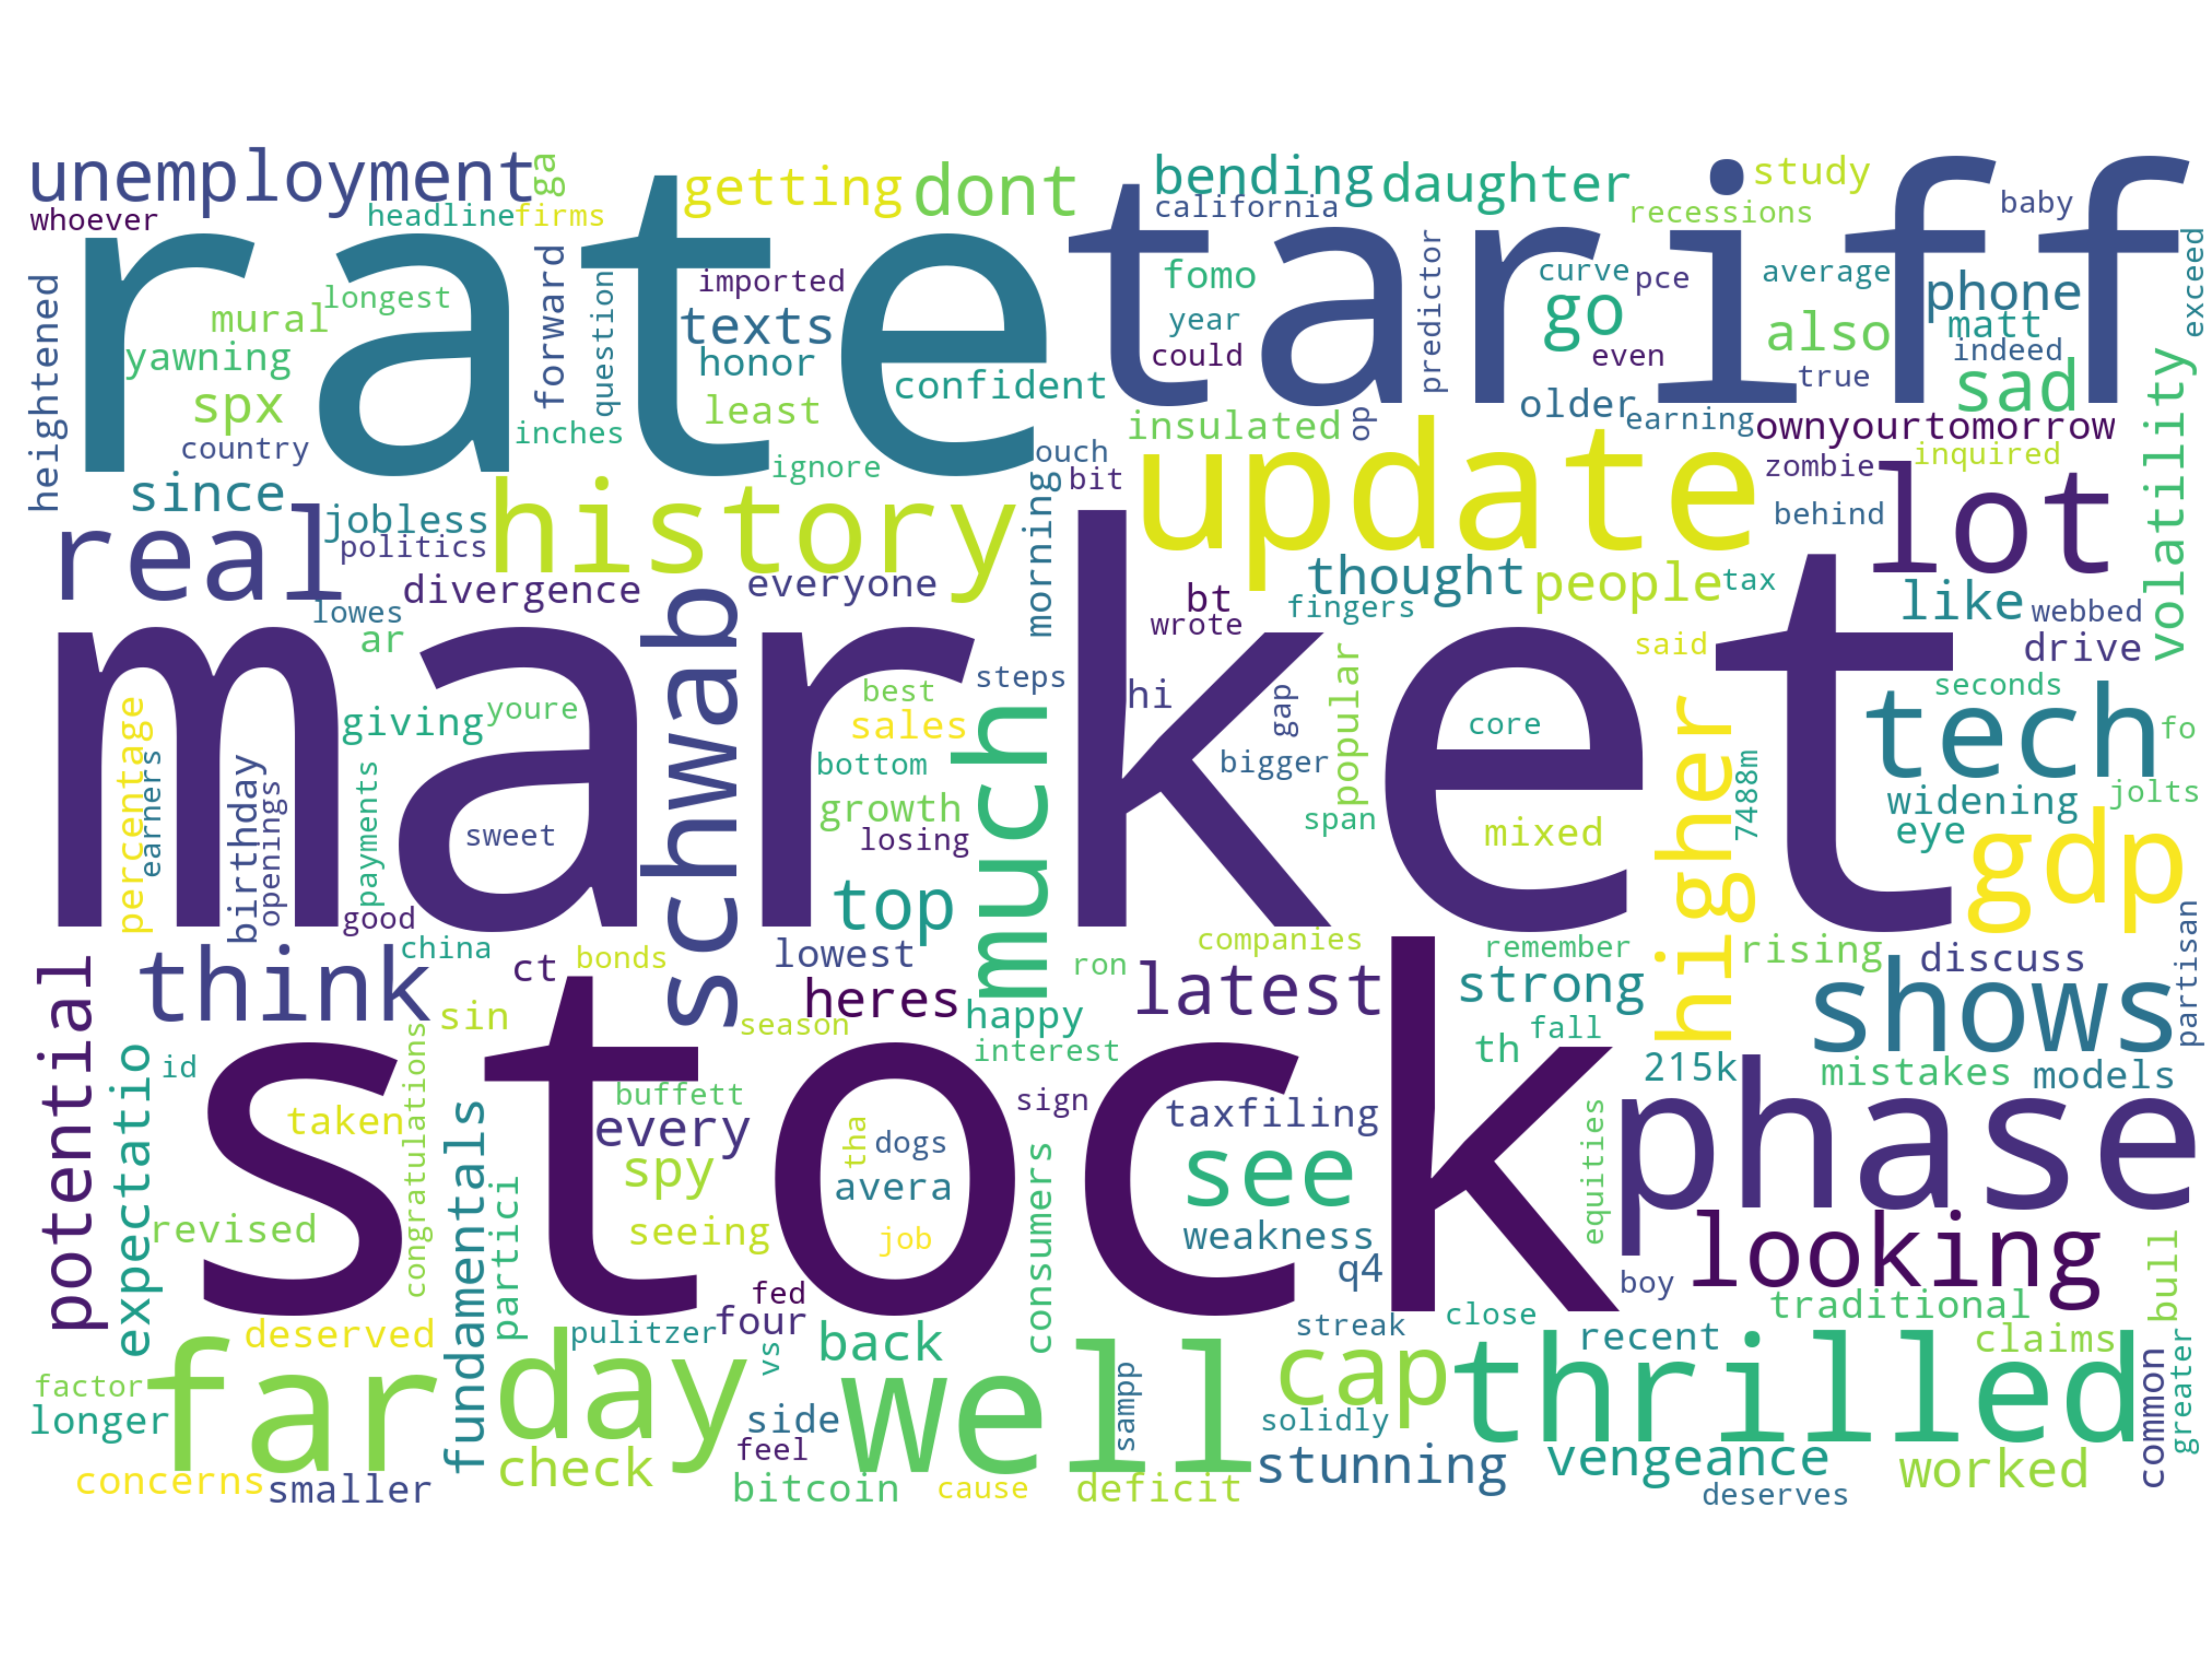 unemployment
ga
getting
dont
bending
daughter
study
whoever
headline
firms
california
recessions
baby
rate
tariff
heightened
longest
mural
yawning
spx
country
forward
question
inches
imported
texts
honor
least
confident
ignore
fomo
year
could
predictor
curve
pce
average
go
even
also
true
phone
matt
indeed
sad
exceed
older
earning
insulated
op
ownyourtomorrow
ouch
bit
since
real
jobless
politics
history
divergence
everyone
lowes
ar
morning
update
zombie
inquired
behind
lot
volatility
thought
people
tax
like
webbed
drive
bt
wrote
fingers
said
market
schwab
percentage
earners
birthday
openings
giving
youre
payments
sweet
good
best
sales
steps
bottom
growth
losing
much
hi
gap
popular
bigger
span
core
mixed
higher
7488m
tech
seconds
fo
widening
jolts
eye
gdp
top
potential
think
china
ct
bonds
lowest
heres
season
sin
companies
ron
latest
happy
interest
remember
strong
rising
discuss
partisan
shows
th
fall
215k
mistakes
models
stock
expectatio
id
taken
revised
congratulations
fundamentals
partici
buffett
every
spy
seeing
tha
dogs
avera
job
sign
consumers
taxfiling
see
weakness
q4
equities
phase
boy
looking
traditional
bull
deserved
far
factor
longer
concerns
smaller
day
check
pulitzer
four
fed
vs
back
side
feel
bitcoin
well
cause
sampp
deficit
streak
close
cap
solidly
stunning
thrilled
recent
claims
vengeance
worked
deserves
common
greater